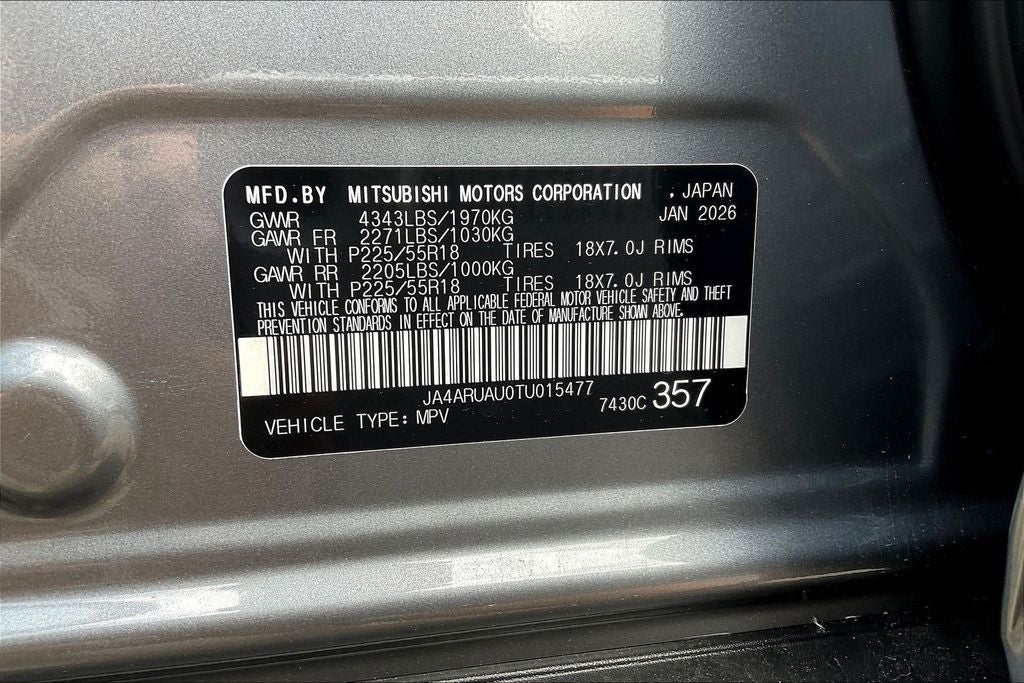 MFD.BY MITSUBISHI MOTORS CORPORATION , JAPAN
GVWR 4343LBS/1970KG JAN 2026
GAWR FR 2271LBS/1030KG
WITH P225/55R18 TIRES 18X7.0J RIMS
GAWR RR 2205LBS/1000KG
WITH P225/55R18 TIRES 18X7.0J RIMS
THIS VEHICLE CONFORMS TO ALL APPLICABLE FEDERAL MOTOR VEHICLE SAFETY AND THEFT
PREVENTION STANDARDS IN EFFECT ON THE DATE OF MANUFACTURE SHOWN ABOVE.
JA4ARUAU0TU015477
7430C 357
VEHICLE TYPE: MPV